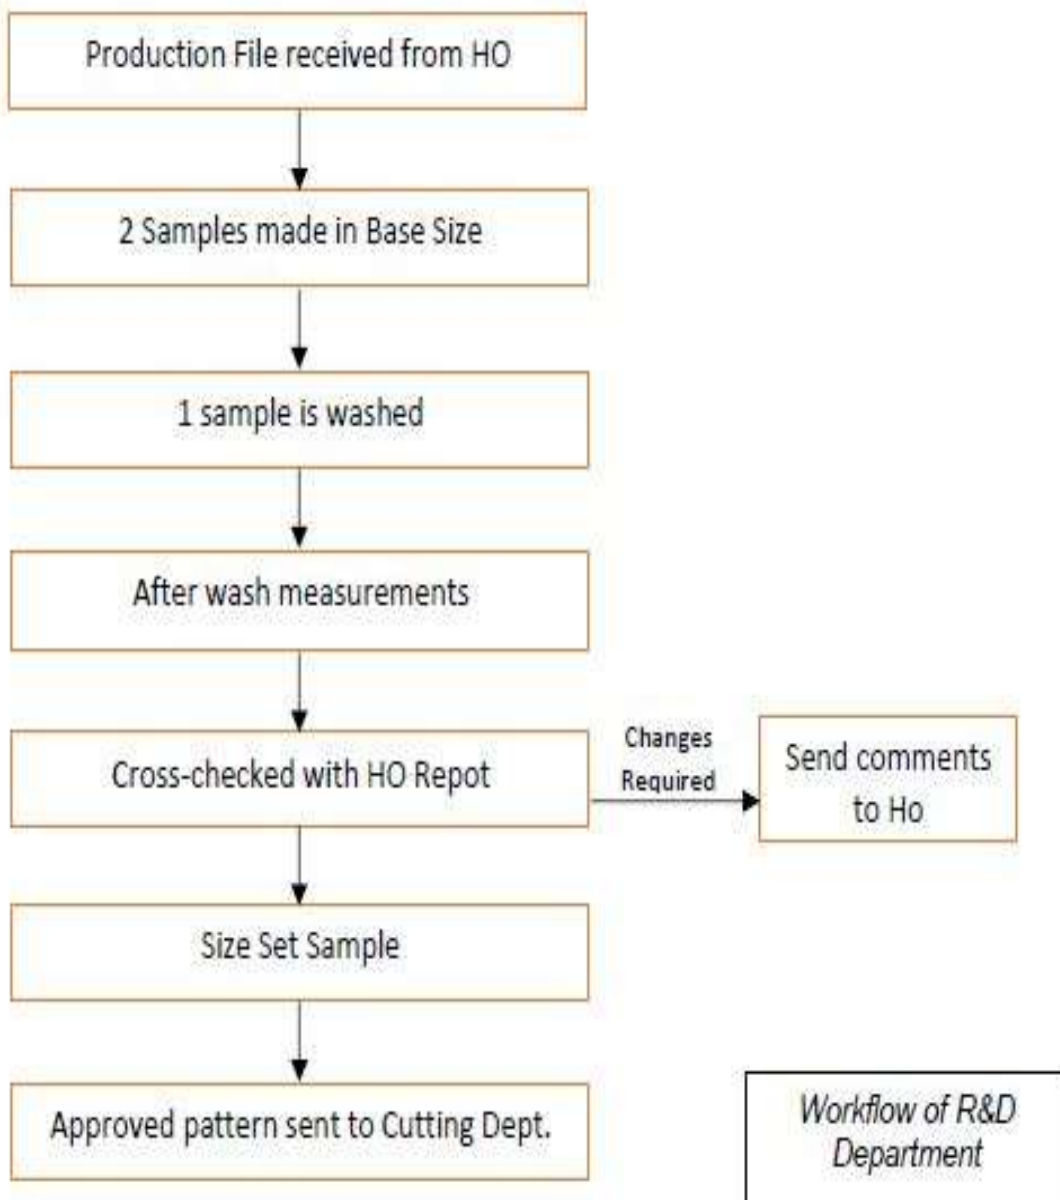 Production File received from HO
2 Samples made in Base Size
1 sample is washed
After wash measurements
Cross-checked with HO Repot
Changes
Required
Send comments
to Ho
Size Set Sample
Approved pattern sent to Cutting Dept.
Workflow of R&D
Department